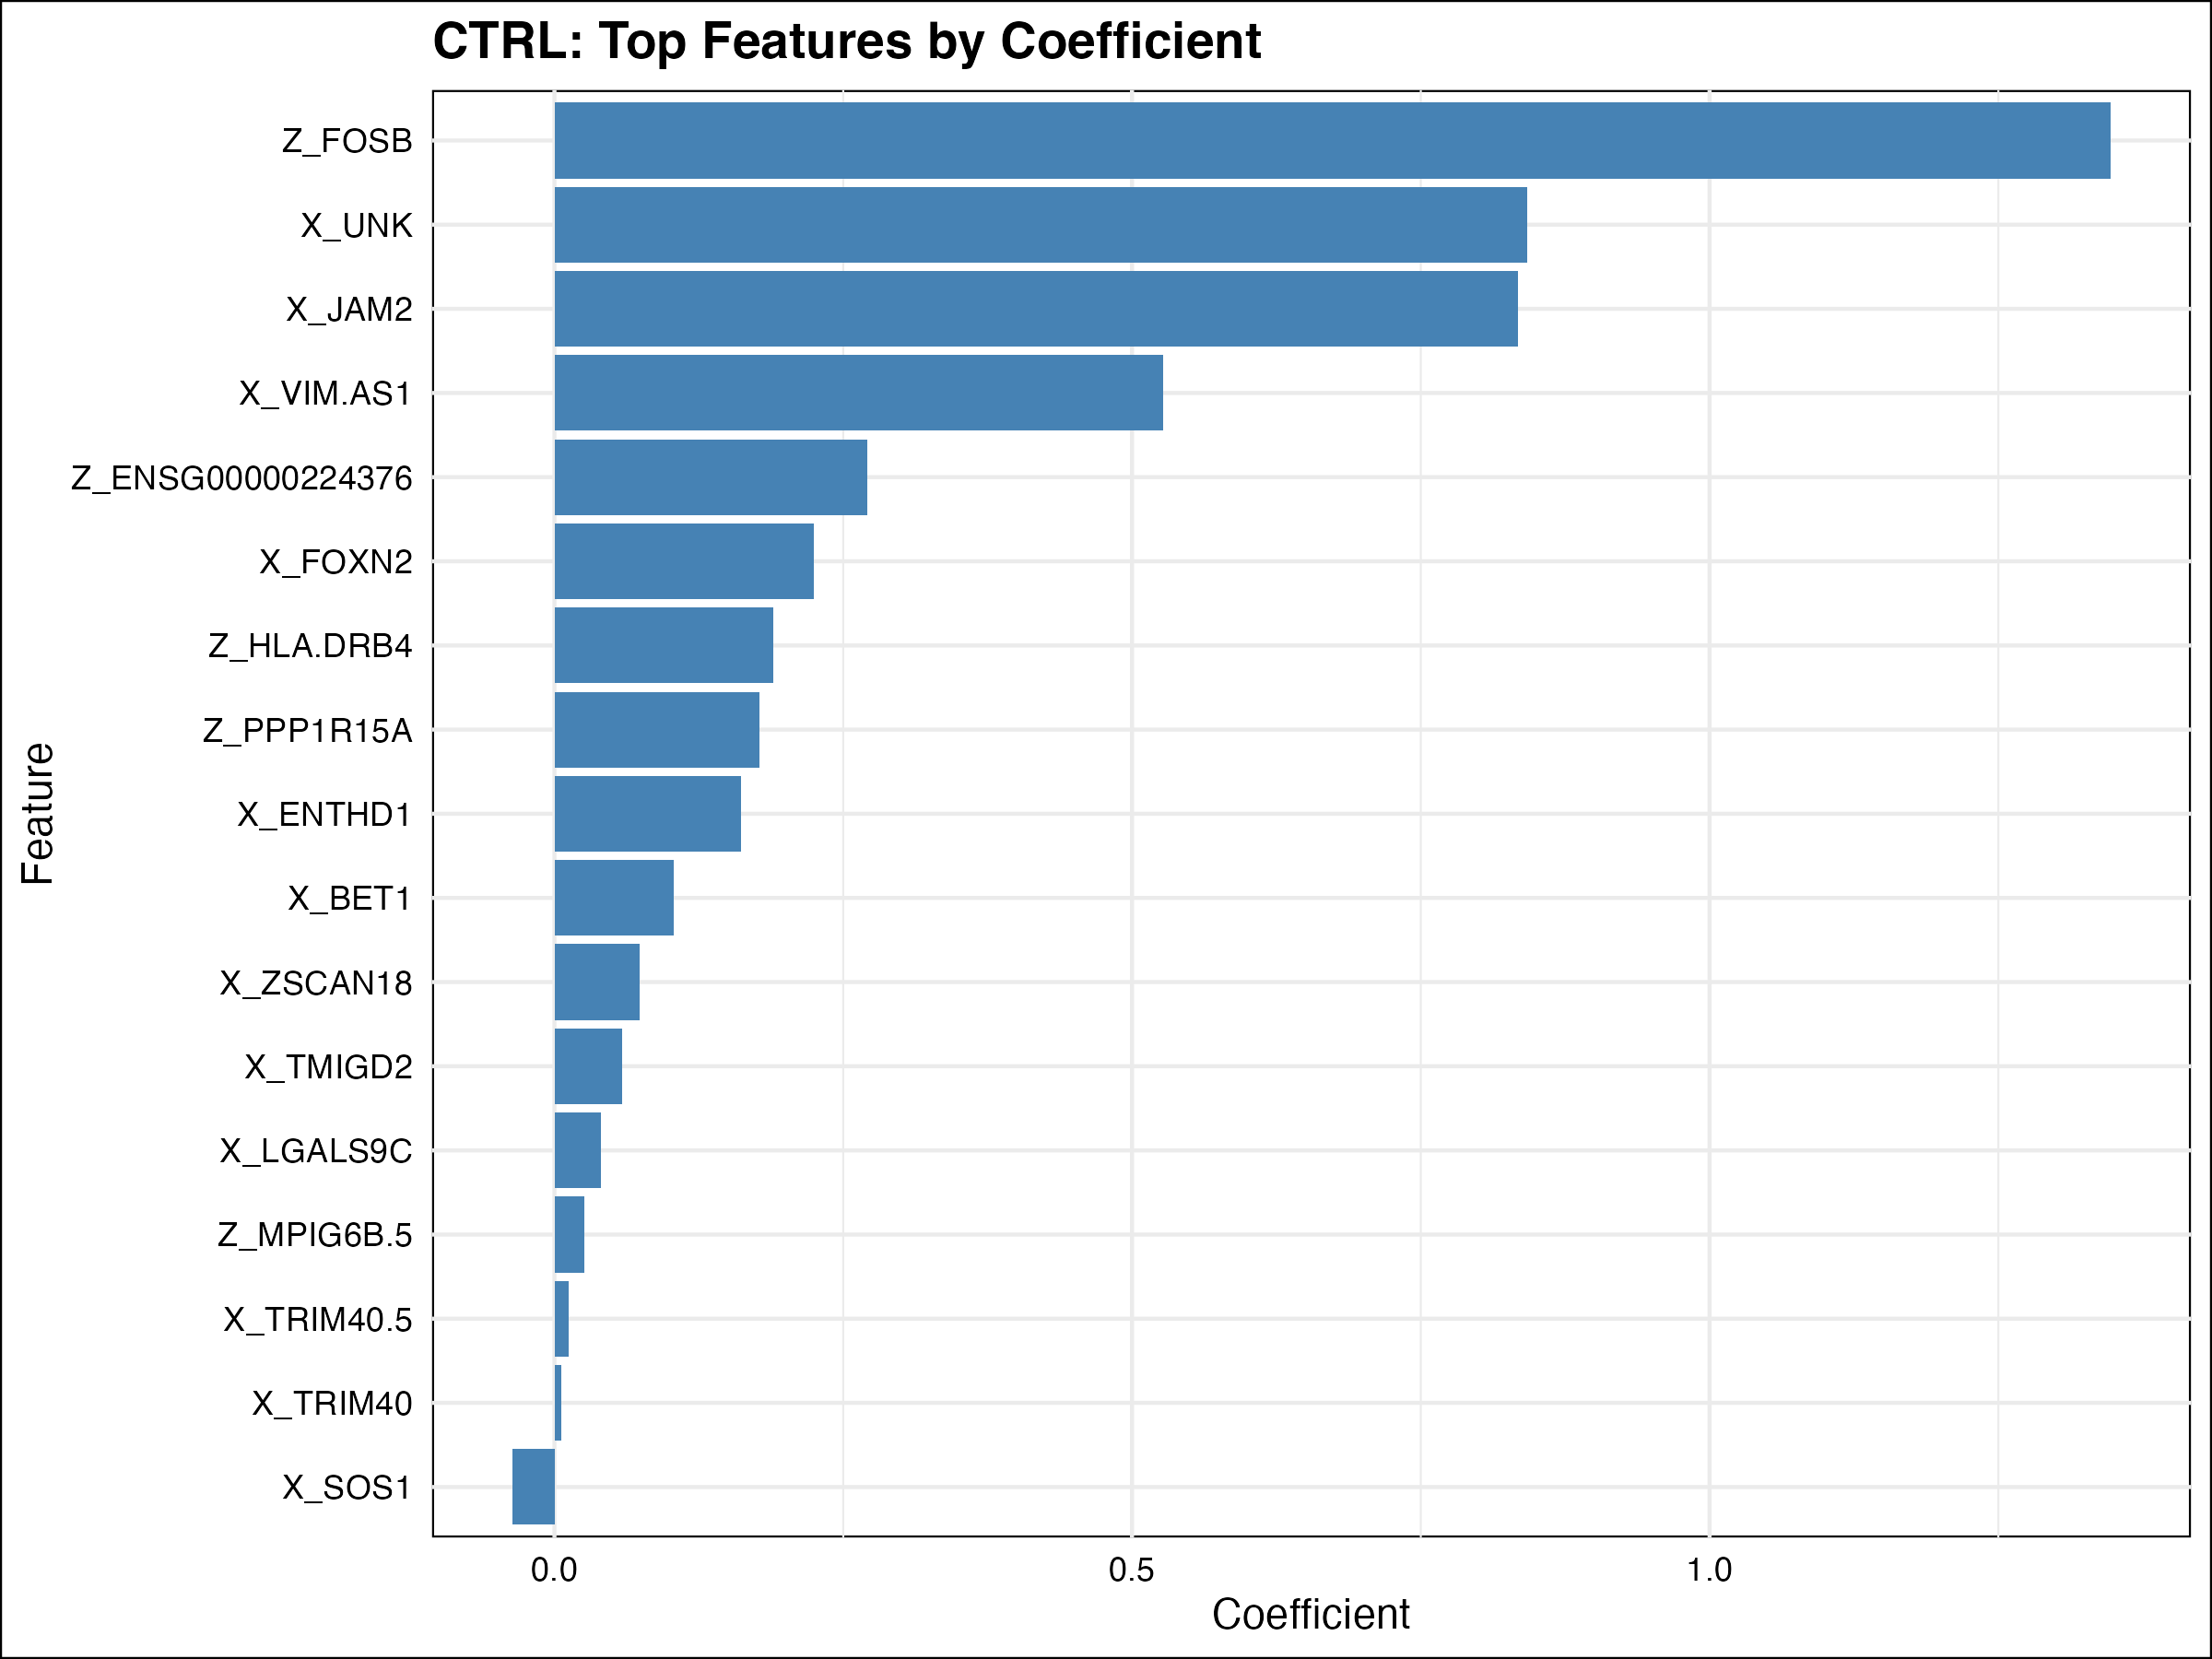 CTRL: Top Features by Coefficient
Z_FOSB
X_UNK
X_JAM2
X_VIM.AS1
Z_ENSG00000224376
X_FOXN2
Z_HLA.DRB4
Z_PPP1R15A
X_ENTHD1
X_BET1
X_ZSCAN18
X_TMIGD2
X_LGALS9C
Z_MPIG6B.5
X_TRIM40.5
X_TRIM40
X_SOS1
Feature
0.0
0.5
1.0
Coefficient